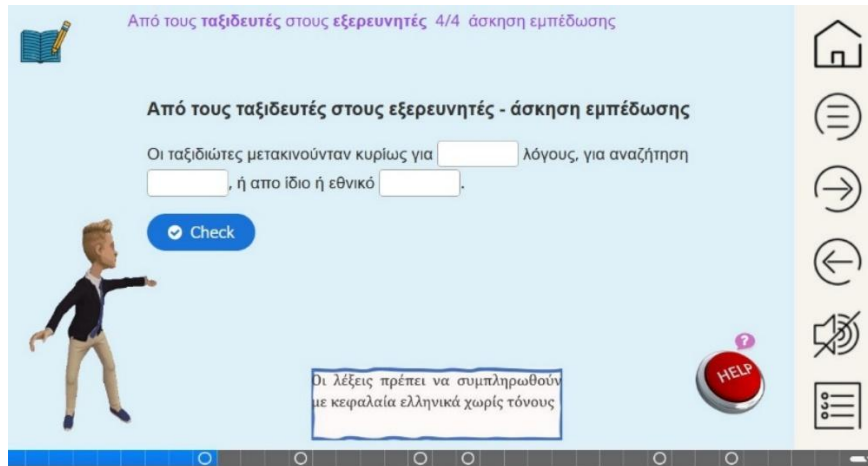 Από τους ταξιδευτές στους εξερευνητές 4/4 άσκηση εμπέδωσης
Από τους ταξιδευτές στους εξερευνητές - άσκηση εμπέδωσης
Οι ταξιδιώτες μετακινούνταν κυρίως για λόγους, για αναζήτηση
, ή απο ίδιο ή εθνικό .
Check
?
HELP
Οι λέξεις πρέπει να συμπληρωθούν
με κεφαλαία ελληνικά χωρίς τόνους